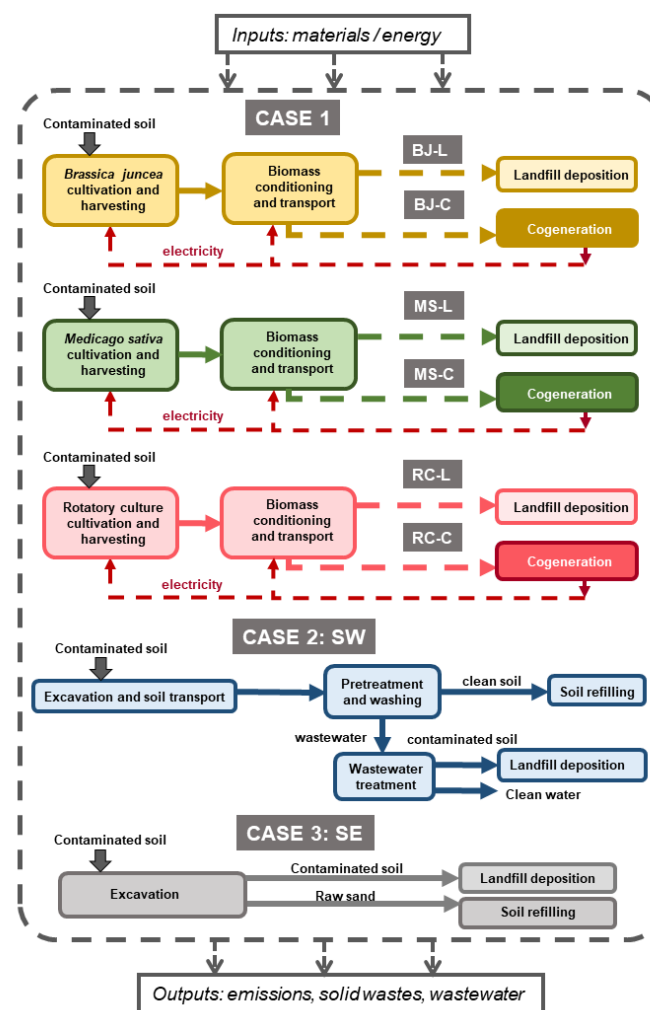 Inputs: materials / energy
CASE 1
Contaminated soil
Brassica juncea
cultivation and
harvesting
Biomass
conditioning
and transport
BJ-L
Landfill deposition
BJ-C
Cogeneration
electricity
Contaminated soil
Medicago sativa
cultivation and
harvesting
Biomass
conditioning
and transport
MS-L
Landfill deposition
MS-C
Cogeneration
electricity
Contaminated soil
Rotatory culture
cultivation and
harvesting
Biomass
conditioning
and transport
RC-L
Landfill deposition
RC-C
Cogeneration
electricity
CASE 2: SW
Contaminated soil
Excavation and soil transport
Pretreatment
and washing
clean soil
Soil refilling
wastewater
contaminated soil
Wastewater
treatment
Landfill deposition
Clean water
CASE 3: SE
Contaminated soil
Excavation
Contaminated soil
Landfill deposition
Raw sand
Soil refilling
Outputs: emissions, solid wastes, wastewater